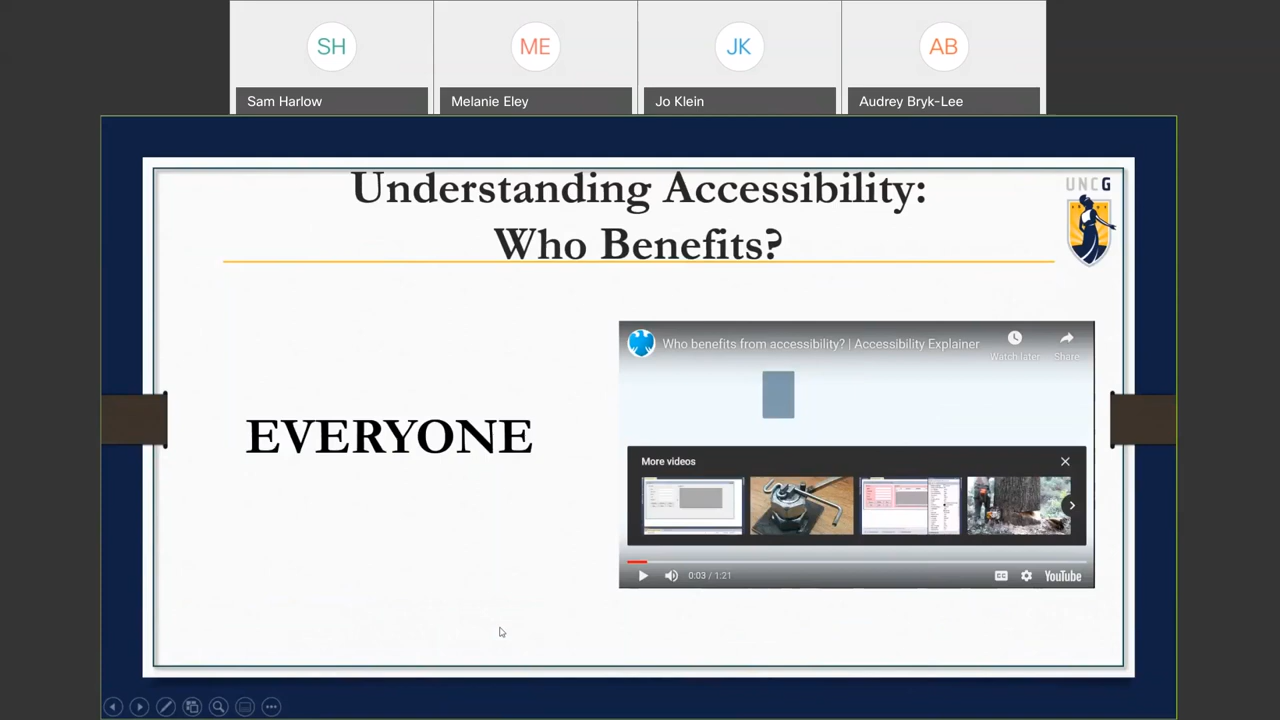 SH
ME
JK
AB
Sam Harlow
Melanie Eley
Jo Klein
Audrey Bryk-Lee
Understanding Accessibility:
Who Benefits?
UNCG
EVERYONE
Who benefits from accessibility? | Accessibility Explainer
Watch later
Share
More videos
0:03 / 1:21
CC
YouTube